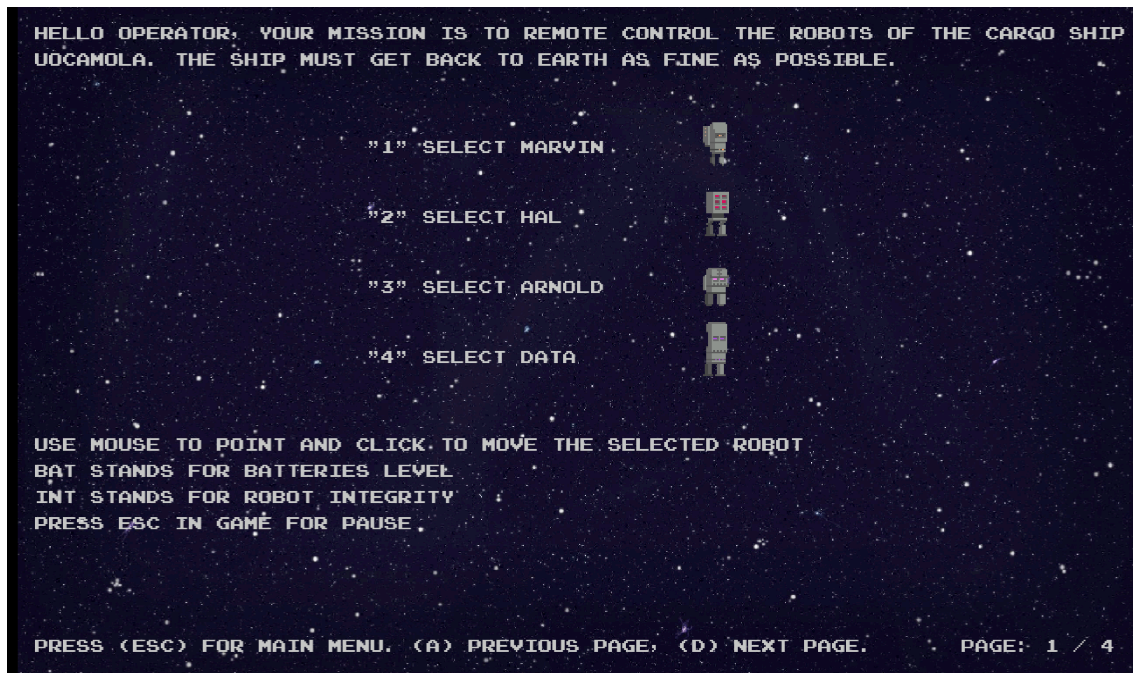 HELLO OPERATOR, YOUR MISSION IS TO REMOTE CONTROL THE ROBOTS OF THE CARGO SHIP
UOCAMOLA. THE SHIP MUST GET BACK TO EARTH AS FINE AS POSSIBLE.
"1" SELECT MARVIN
"2" SELECT HAL
"3" SELECT ARNOLD
"4" SELECT DATA
USE MOUSE TO POINT AND CLICK TO MOVE THE SELECTED ROBOT
BAT STANDS FOR BATTERIES LEVEL
INT STANDS FOR ROBOT INTEGRITY
PRESS ESC IN GAME FOR PAUSE
PRESS (ESC) FOR MAIN MENU. (A) PREVIOUS PAGE, (D) NEXT PAGE. PAGE: 1 / 4